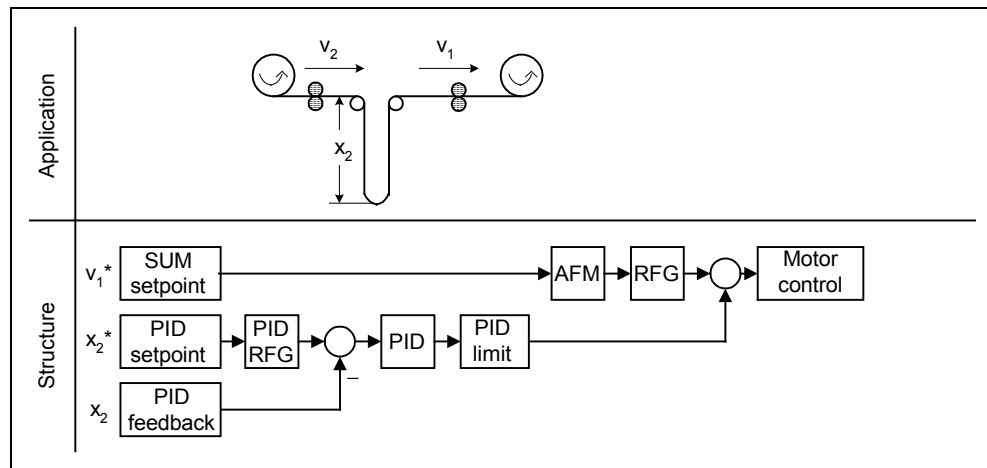 Application
v2
v1
x2
Structure
v1*
SUM
setpoint
AFM
RFG
Motor
control
x2*
PID
setpoint
PID
RFG
PID
PID
limit
–
x2
PID
feedback